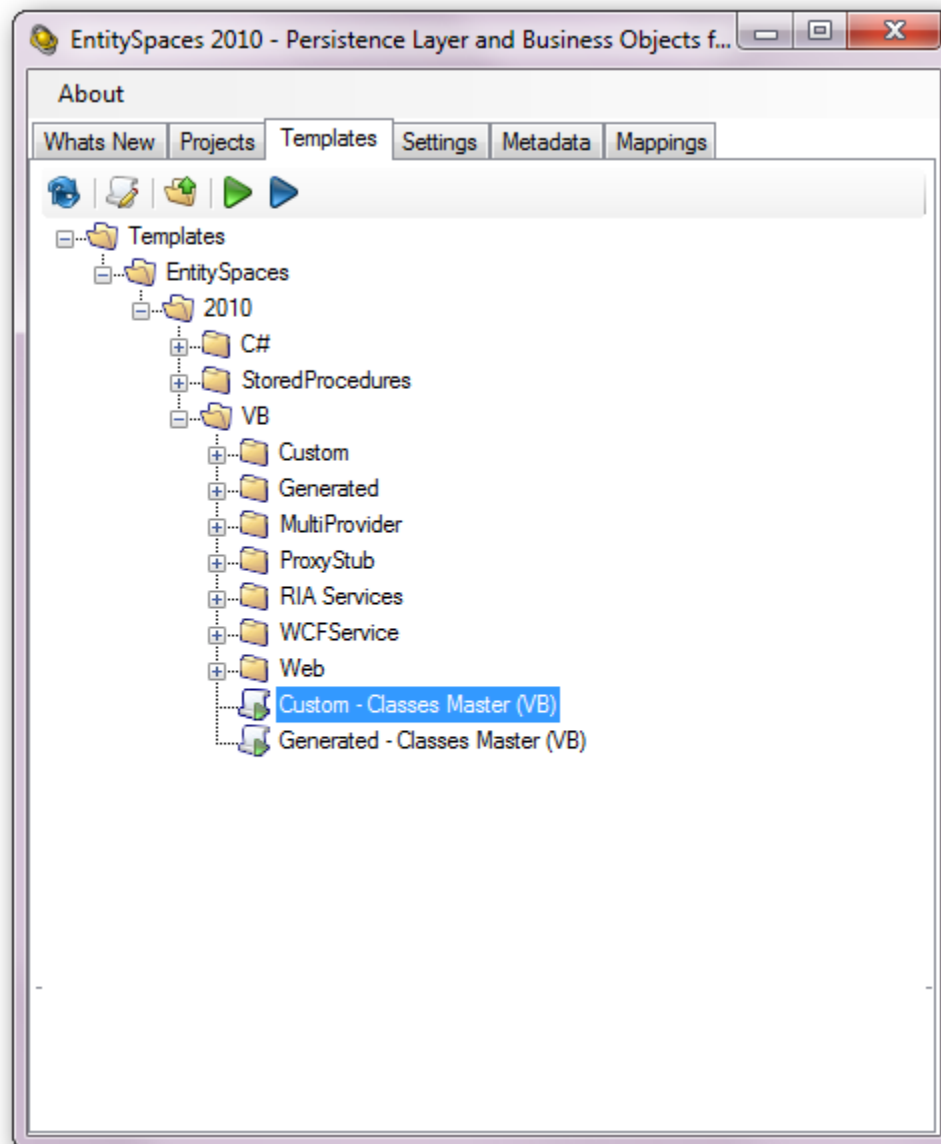 EntitySpaces 2010 - Persistence Layer and Business Objects f...
About
Whats New Projects Templates Settings Metadata Mappings
Templates
EntitySpaces
2010
C#
StoredProcedures
VB
Custom
Generated
MultiProvider
ProxyStub
RIA Services
WCFService
Web
Custom - Classes Master (VB)
Generated - Classes Master (VB)